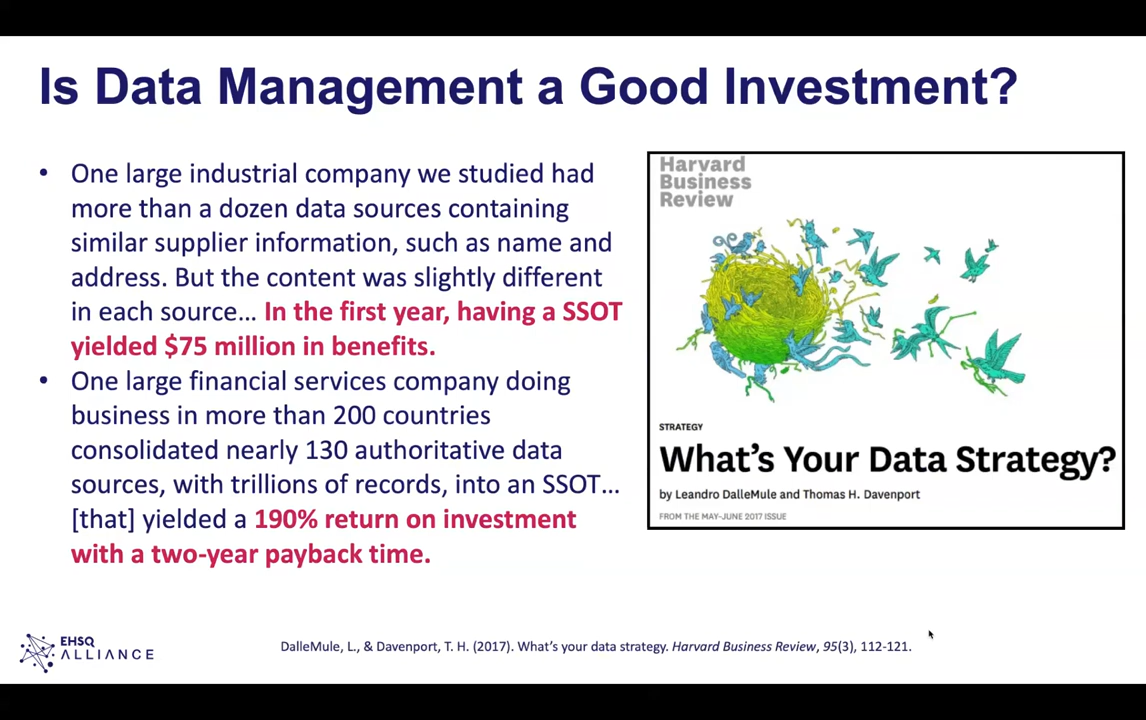 Is Data Management a Good Investment?
• One large industrial company we studied had
more than a dozen data sources containing
similar supplier information, such as name and
address. But the content was slightly different
in each source… In the first year, having a SSOT
yielded $75 million in benefits.
• One large financial services company doing
business in more than 200 countries
consolidated nearly 130 authoritative data
sources, with trillions of records, into an SSOT…
[that] yielded a 190% return on investment
with a two-year payback time.
Harvard
Business
Review
STRATEGY
What's Your Data Strategy?
by Leandro DalleMule and Thomas H. Davenport
FROM THE MAY-JUNE 2017 ISSUE
EHSQ
ALLIANCE
DalleMule, L., & Davenport, T. H. (2017). What's your data strategy. Harvard Business Review, 95(3), 112-121.